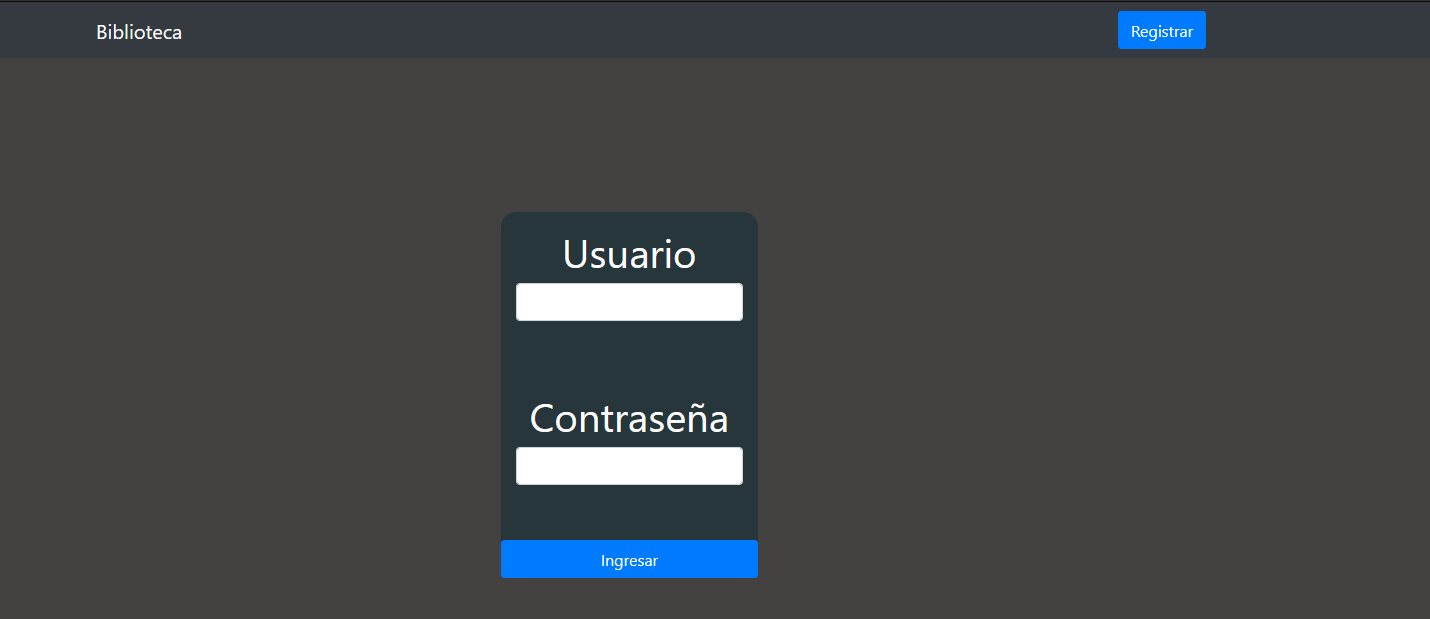 Biblioteca
Registrar
Usuario
Contraseña
Ingresar